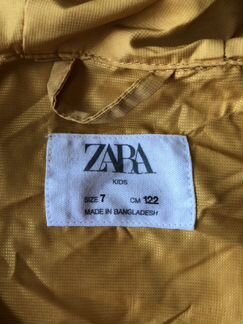 ZARA
KIDS
SIZE 7 CM 122
MADE IN BANGLADESH